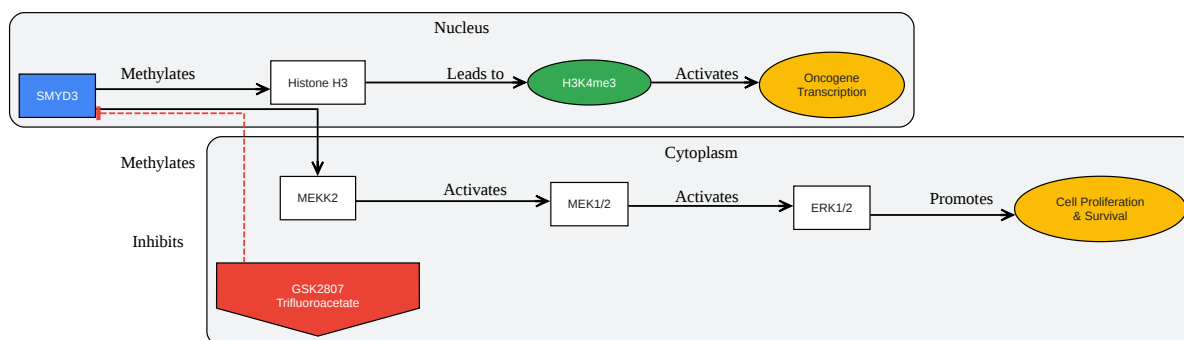 Nucleus
Methylates
Leads to
Activates
SMYD3
Histone H3
H3K4me3
Oncogene
Transcription
Cytoplasm
Methylates
MEKK2
Activates
MEK1/2
Activates
ERK1/2
Promotes
Cell Proliferation
& Survival
Inhibits
GSK2807
Trifluoroacetate